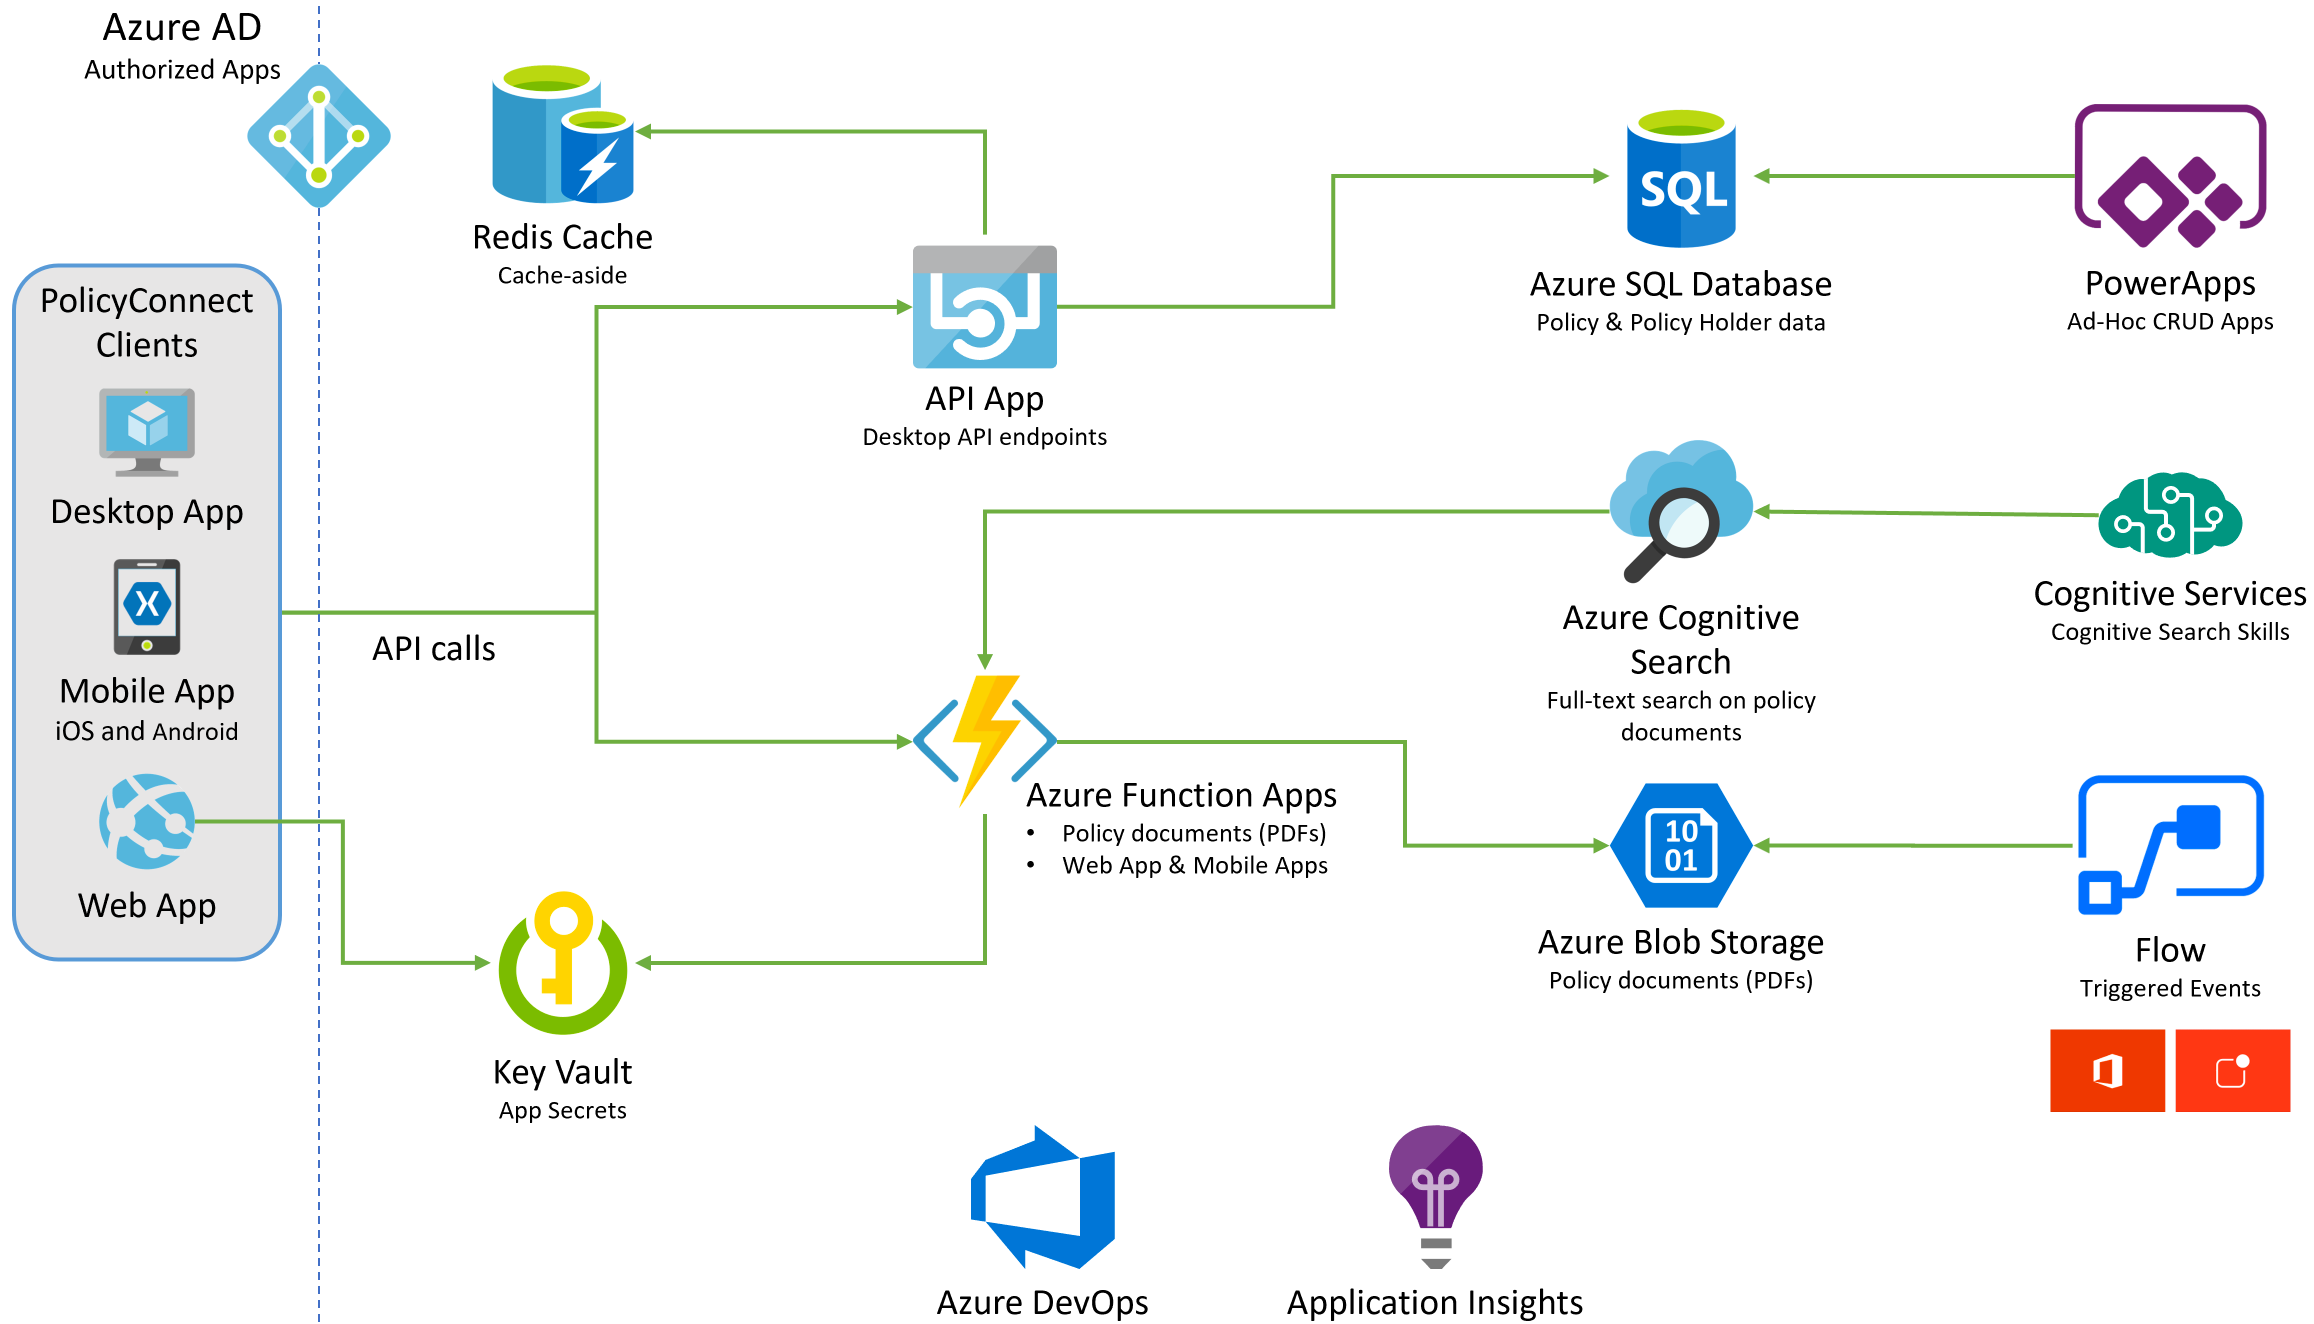 Azure AD
Authorized Apps
PolicyConnect
Clients
Desktop App
Mobile App
iOS and Android
Web App
API calls
Redis Cache
Cache-aside
API App
Desktop API endpoints
SQL
Azure SQL Database
Policy & Policy Holder data
PowerApps
Ad-Hoc CRUD Apps
Azure Cognitive
Search
Full-text search on policy
documents
Cognitive Services
Cognitive Search Skills
Azure Function Apps
• Policy documents (PDFs)
• Web App & Mobile Apps
10
01
Azure Blob Storage
Policy documents (PDFs)
Flow
Triggered Events
Key Vault
App Secrets
Azure DevOps
Application Insights